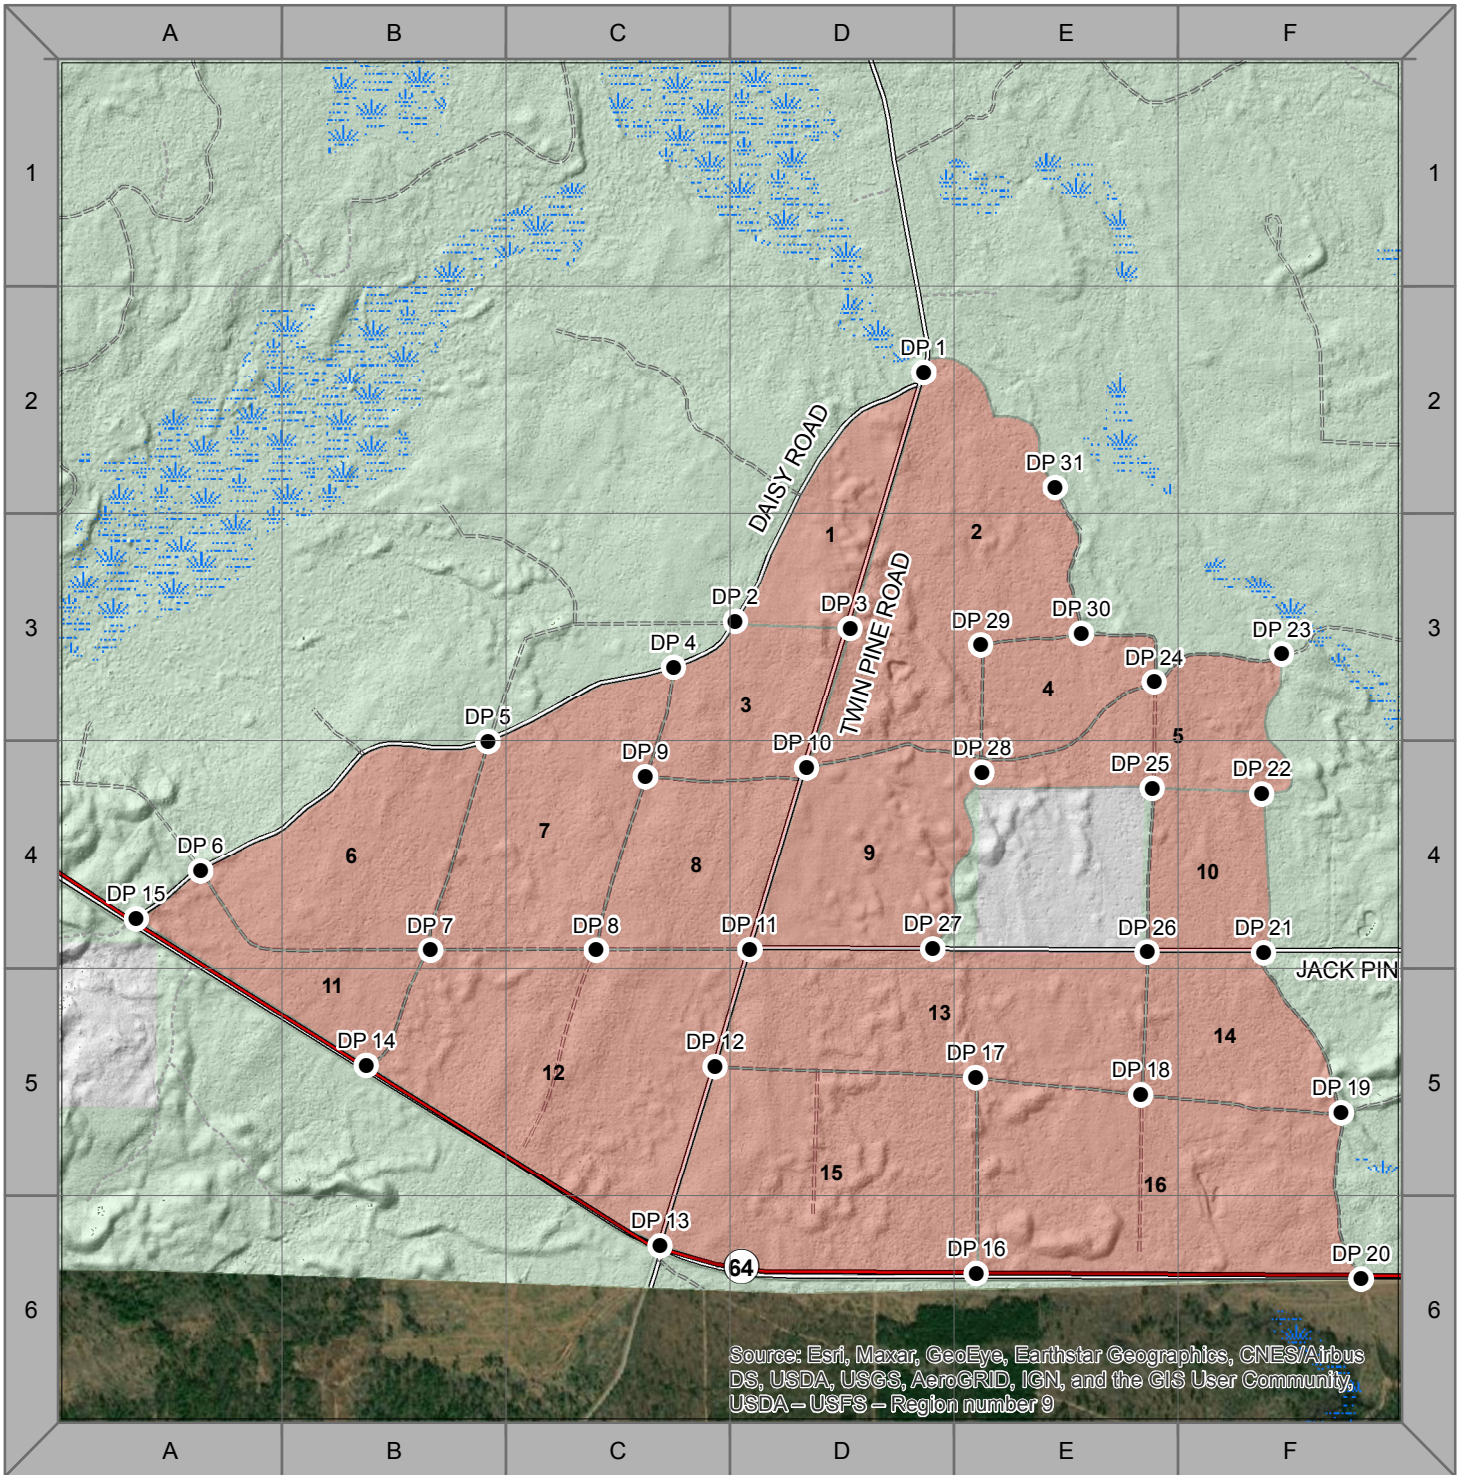 A B C D E F
1 1
DP 1
2 2
DAISY ROAD
DP 31
1 2
TWIN PINE ROAD
DP 2 DP 3 DP 29 DP 30
3 3
DP 4 DP 24 DP 23
3 4
DP 5 5
DP 9 DP 10 DP 28 DP 25 DP 22
7
6 8 9 10
4 4
DP 6
DP 15 DP 7 DP 8 DP 11 DP 27 DP 26 DP 21
JACK PIN
11 13 14
DP 14 DP 12 DP 17 DP 18 DP 19
12
5 5
15 16
DP 13 DP 16 DP 20
64
6 6
Source: Esri, Maxar, GeoEye, Earthstar Geographics, CNES/Airbus
DS, USDA, USGS, AeroGRID, IGN, and the GIS User Community,
USDA – USFS – Region number 9
A B C D E F